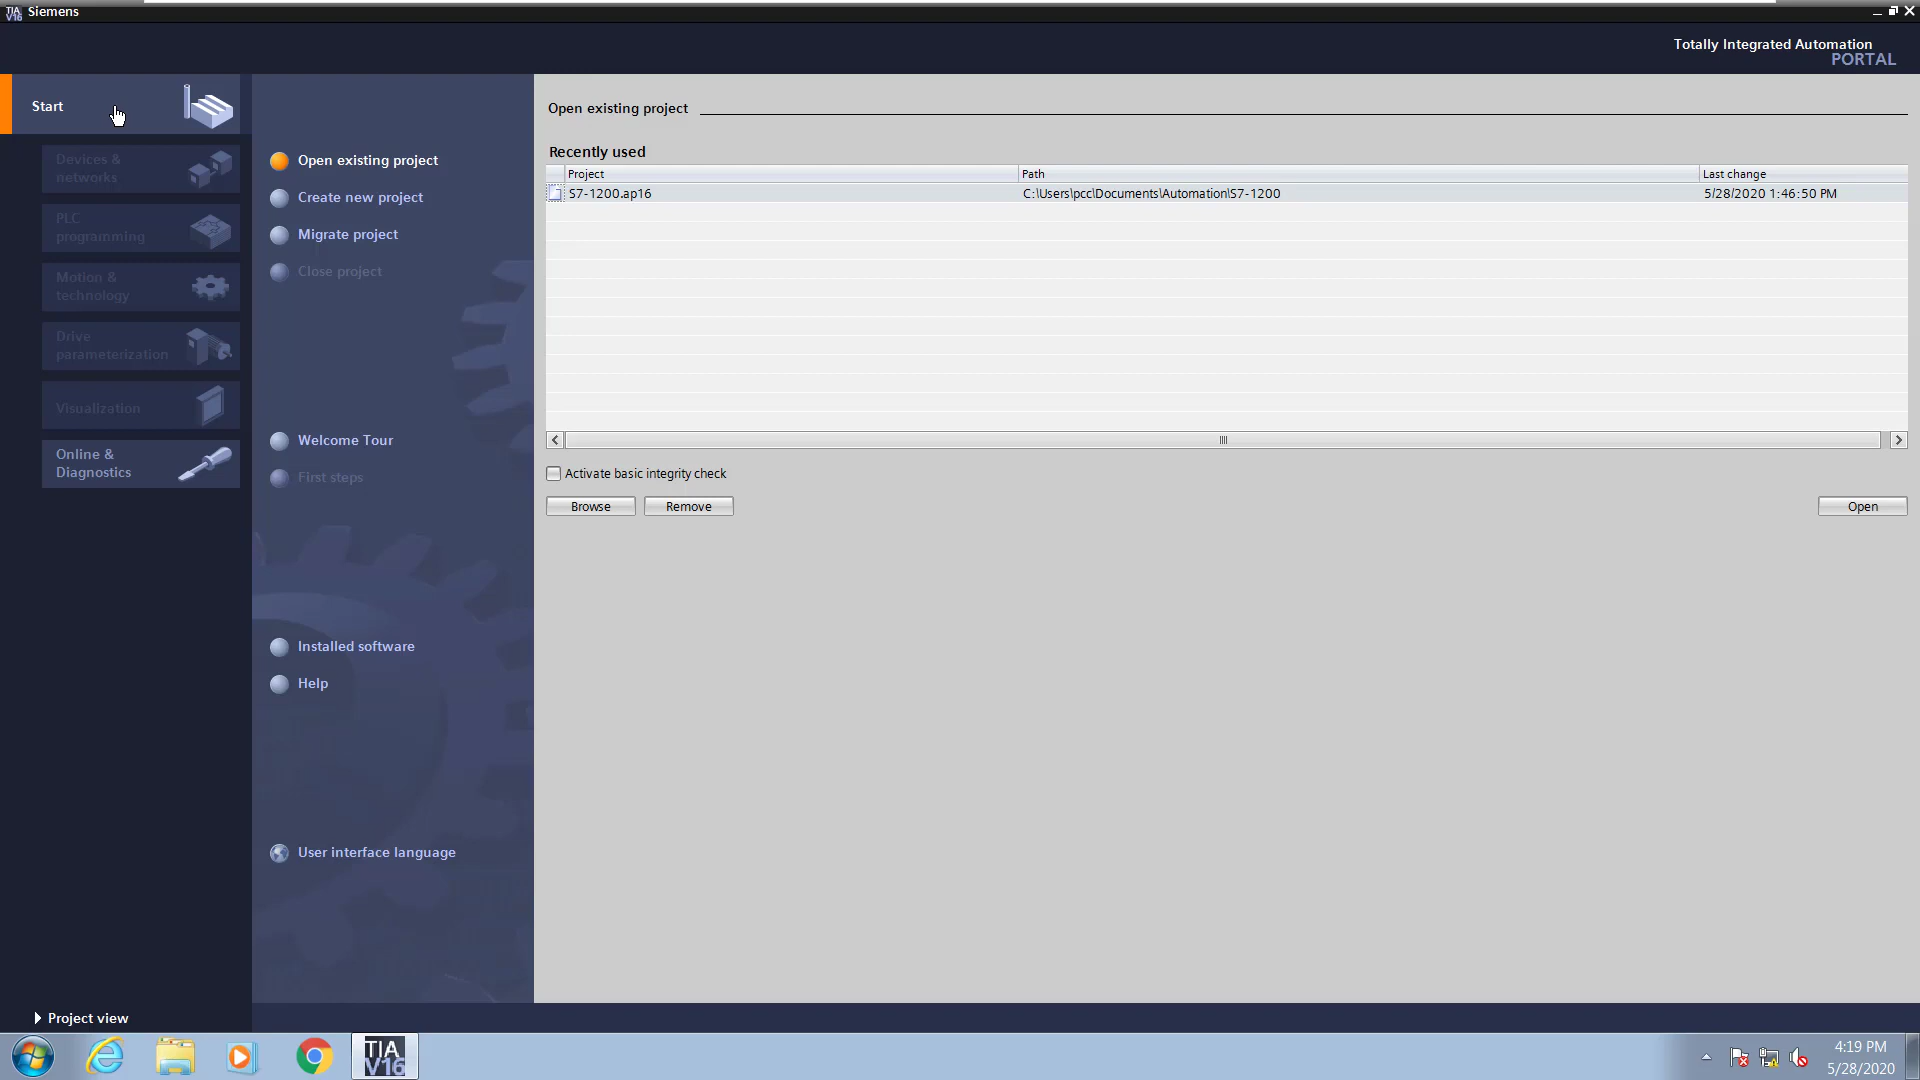 TIA
V16
Siemens
Totally Integrated Automation
PORTAL
Start
Devices &
networks
PLC
programming
Motion &
technology
Drive
parameterization
Visualization
Online &
Diagnostics
Open existing project
Create new project
Migrate project
Close project
Welcome Tour
First steps
Installed software
Help
User interface language
Open existing project
Recently used
Project Path Last change
S7-1200.ap16 C:\Users\pcc\Documents\Automation\S7-1200 5/28/2020 1:46:50 PM
Activate basic integrity check
Browse Remove Open
Project view
TIA
V16
4:19 PM
5/28/2020